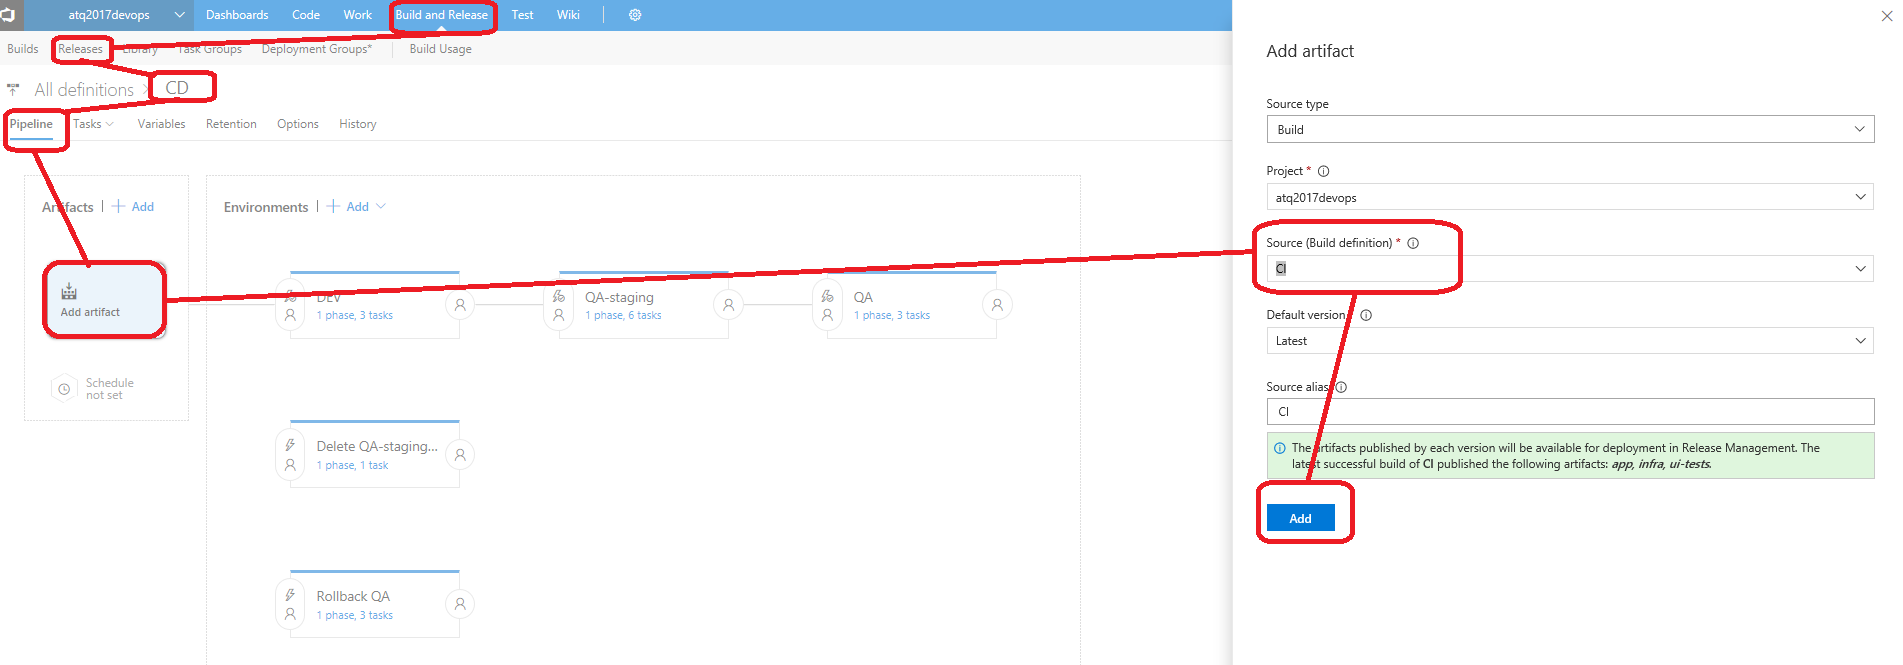 atq2017devops
Dashboards
Code
Work
Build and Release
Test
Wiki
Builds
Releases
Library
Task Groups
Deployment Groups*
Build Usage
All definitions
CD
Pipeline
Tasks
Variables
Retention
Options
History
Artifacts
Add
Environments
Add
Add artifact
Schedule
not set
DEV
1 phase, 3 tasks
QA-staging
1 phase, 6 tasks
QA
1 phase, 3 tasks
Delete QA-staging...
1 phase, 1 task
Rollback QA
1 phase, 3 tasks
Add artifact
Source type
Build
Project *
atq2017devops
Source (Build definition) *
CI
Default version
Latest
Source alias
CI
The artifacts published by each version will be available for deployment in Release Management. The
latest successful build of CI published the following artifacts: app, infra, ui-tests.
Add